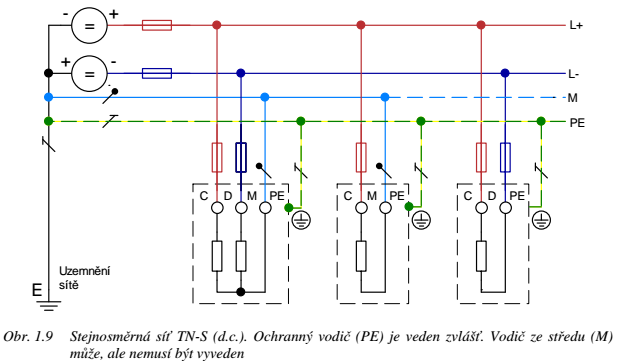 - + L+
=
+ - L-
=
M
PE
C D M PE C M PE C D PE
Uzemnění
sítě
E
Obr. 1.9 Stejnosměrná síť TN-S (d.c.). Ochranný vodič (PE) je veden zvlášť. Vodič ze středu (M)
může, ale nemusí být vyveden